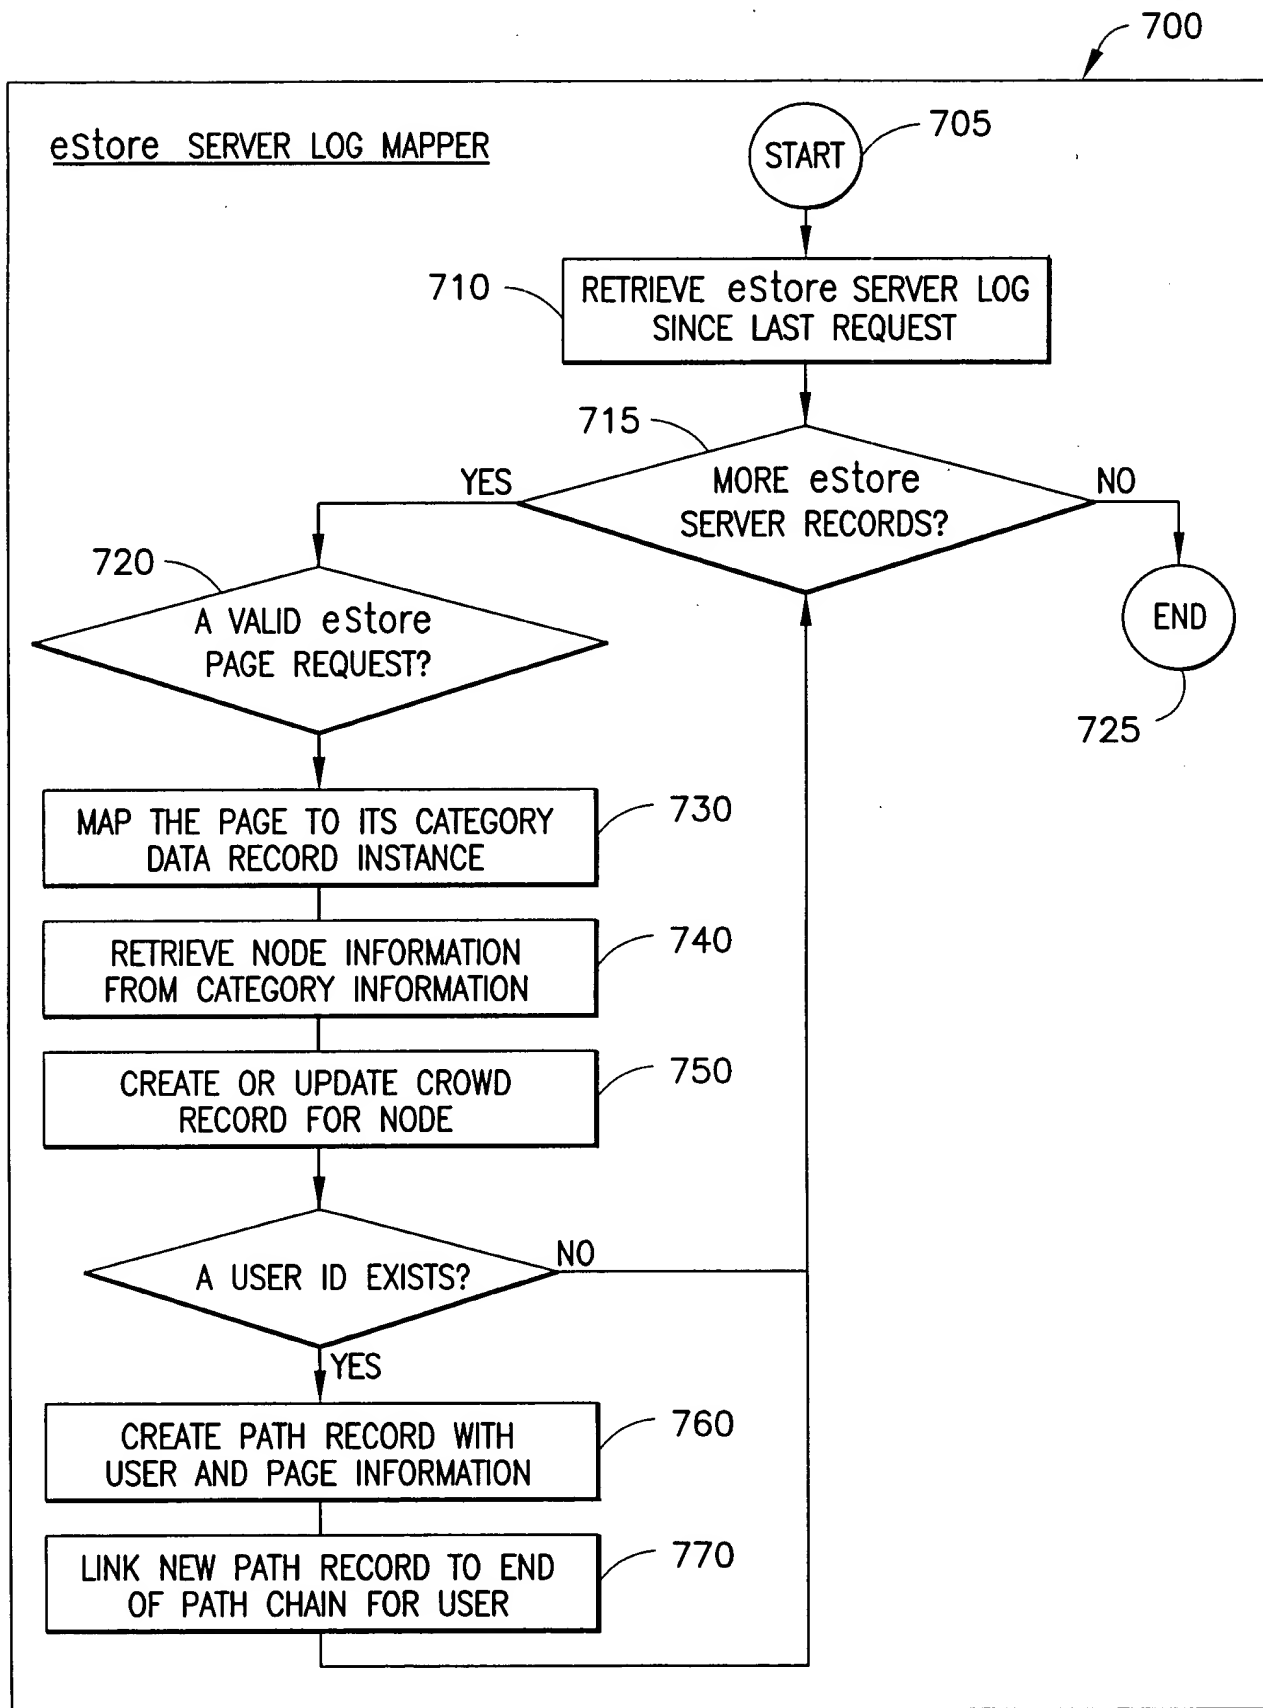 700
eStore SERVER LOG MAPPER
START
705
710
RETRIEVE eStore SERVER LOG
SINCE LAST REQUEST
715
YES
MORE eStore
SERVER RECORDS?
NO
720
A VALID eStore
PAGE REQUEST?
END
725
MAP THE PAGE TO ITS CATEGORY
DATA RECORD INSTANCE
730
RETRIEVE NODE INFORMATION
FROM CATEGORY INFORMATION
740
CREATE OR UPDATE CROWD
RECORD FOR NODE
750
A USER ID EXISTS?
NO
YES
CREATE PATH RECORD WITH
USER AND PAGE INFORMATION
760
LINK NEW PATH RECORD TO END
OF PATH CHAIN FOR USER
770